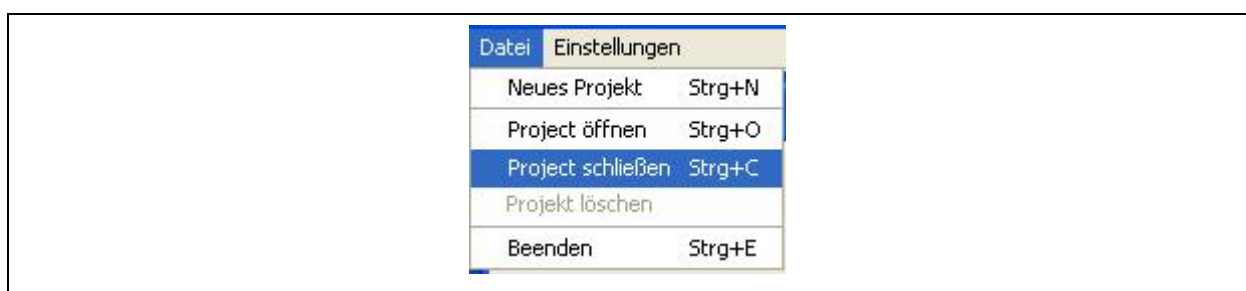 Datei Einstellungen
Neues Projekt Strg+N
Project öffnen Strg+O
Project schließen Strg+C
Projekt löschen
Beenden Strg+E